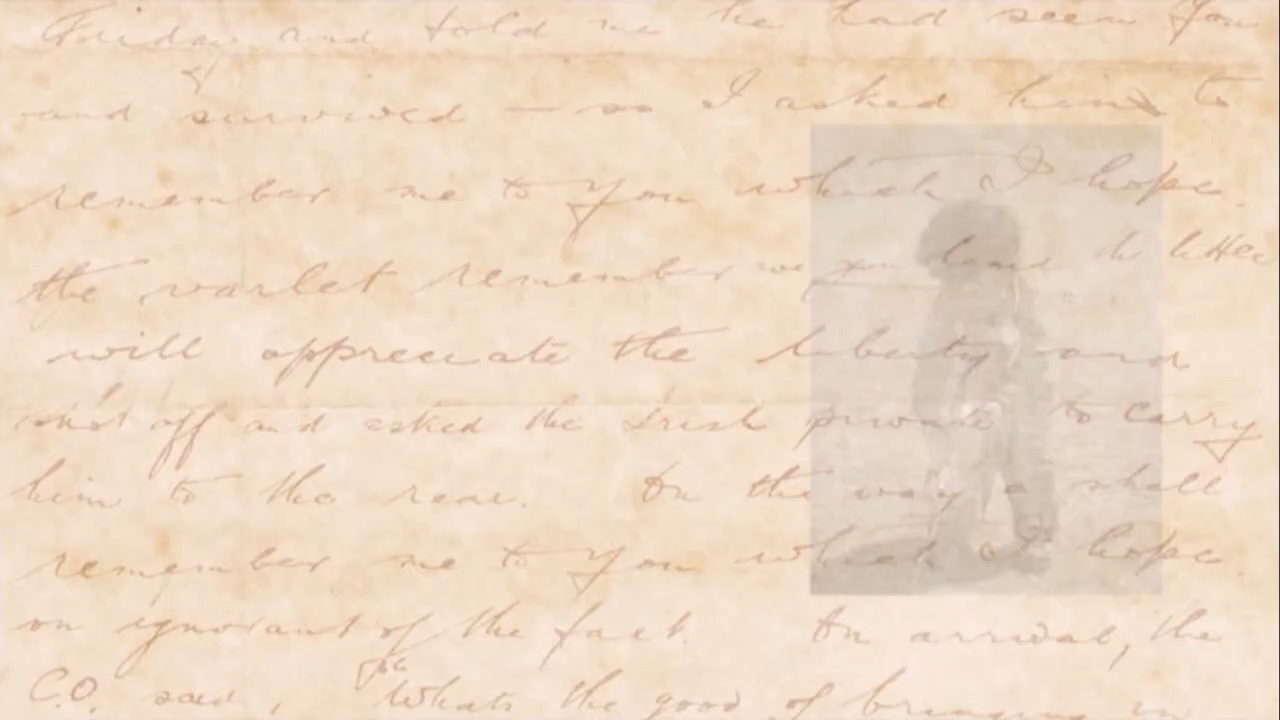 Friday and told me he had seen you
and survived – so I asked him to
remember me to you which I hope
the varlet remember
will appreciate the liberty and
shot off and asked the Irish private to carry
him to the rear. On the way a shell
remember me to you which I hope
on ignorant of the fact. On arrival, the
C.O. said, "Whats the good of bringing in